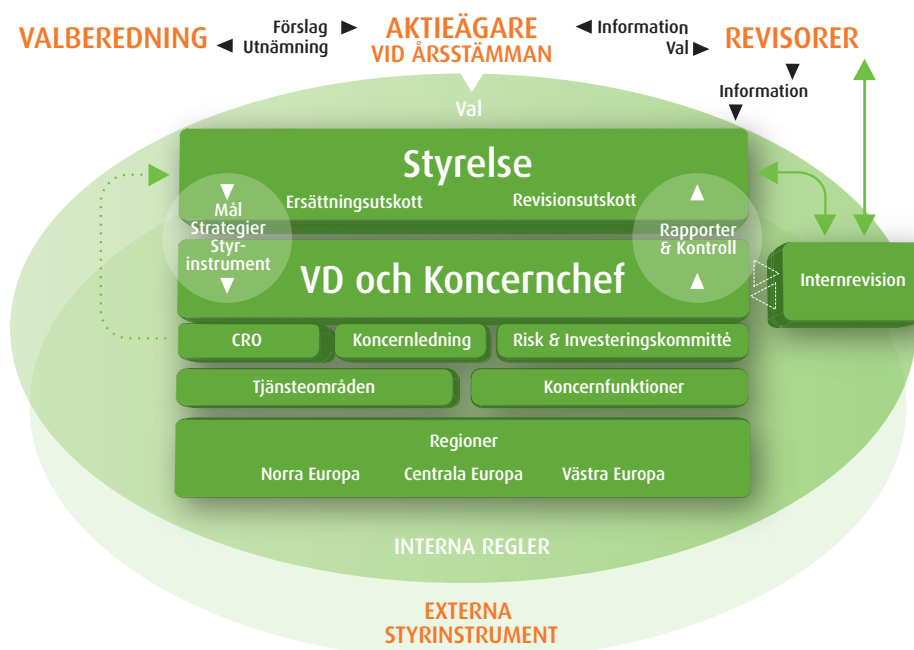 VALBEREDNING
Förslag
Utnämning
AKTIEÄGARE
VID ÅRSSTÄMMAN
Information
Val
REVISORER
Information
Val
Styrelse
Ersättningsutskott
Revisionsutskott
Mål
Strategier
Styr-
instrument
Rapporter
& Kontroll
VD och Koncernchef
Internrevision
CRO
Koncernledning
Risk & Investeringskommitté
Tjänsteområden
Koncernfunktioner
Regioner
Norra Europa
Centrala Europa
Västra Europa
INTERNA REGLER
EXTERNA
STYRINSTRUMENT